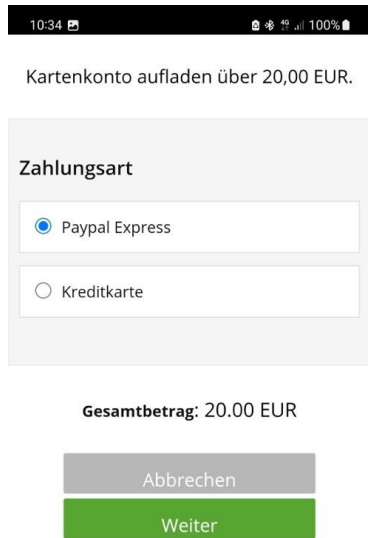 10:34 4G 100%
Kartenkonto aufladen über 20,00 EUR.
Zahlungsart
Paypal Express
Kreditkarte
Gesamtbetrag: 20.00 EUR
Abbrechen
Weiter